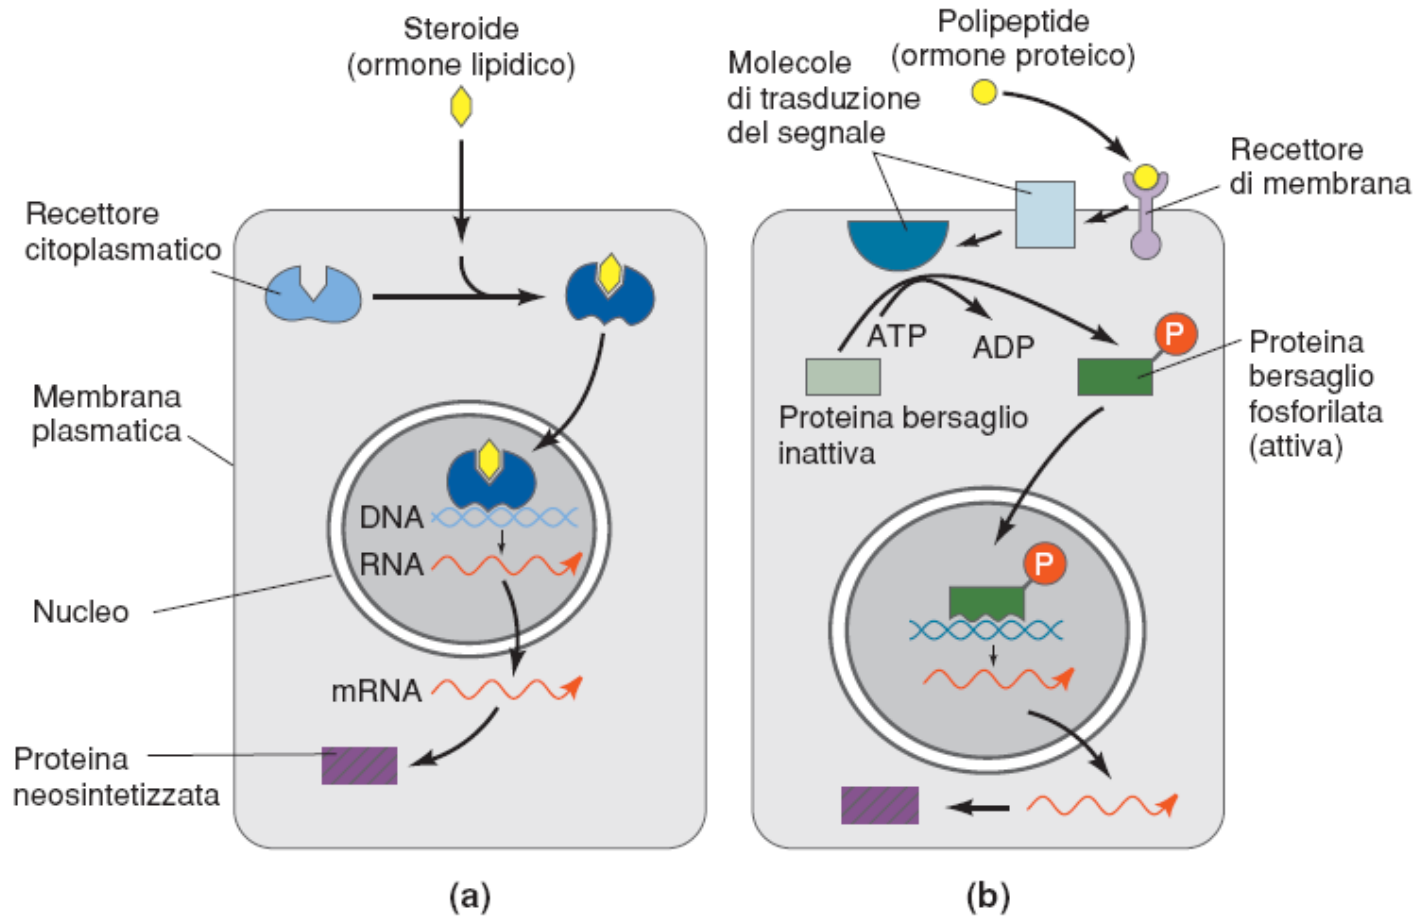 Steroide
(ormone lipidico)
Recettore
citoplasmatico
Membrana
plasmatica
DNA
RNA
Nucleo
mRNA
Proteina
neosintetizzata
(a)
Polipeptide
(ormone proteico)
Molecole
di trasduzione
del segnale
Recettore
di membrana
ATP
ADP
P
Proteina bersaglio
inattiva
Proteina
bersaglio
fosforilata
(attiva)
P
(b)